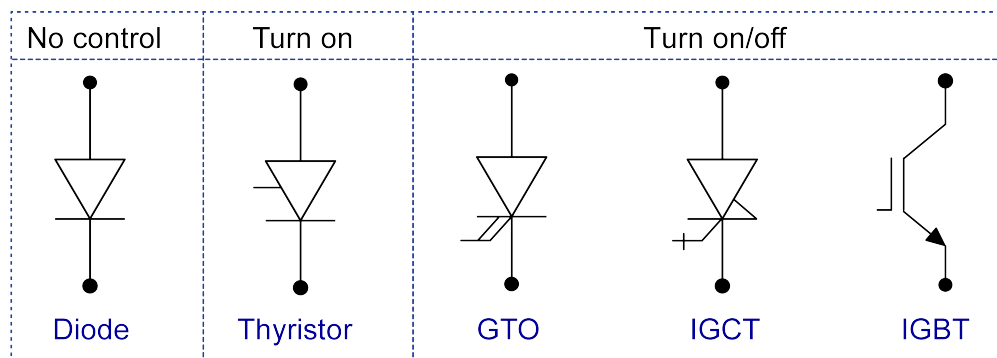 No control
Turn on
Turn on/off
Diode
Thyristor
GTO
IGCT
IGBT